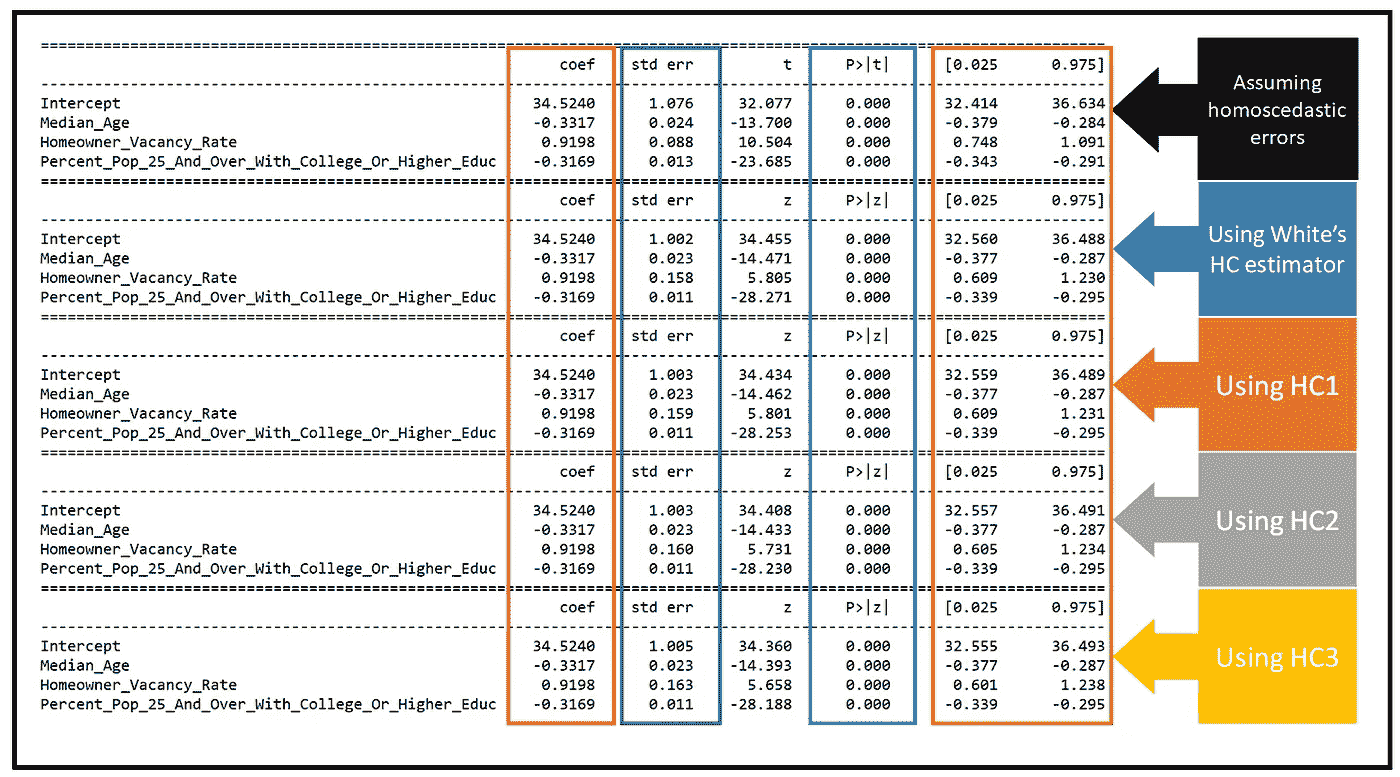 coef std err t P>|t| [0.025 0.975]
Intercept 34.5240 1.076 32.077 0.000 32.414 36.634
Median_Age -0.3317 0.024 -13.700 0.000 -0.379 -0.284
Homeowner_Vacancy_Rate 0.9198 0.088 10.504 0.000 0.748 1.091
Percent_Pop_25_And_Over_With_College_Or_Higher_Educ -0.3169 0.013 -23.685 0.000 -0.343 -0.291
Assuming
homoscedastic
errors
coef std err z P>|z| [0.025 0.975]
Intercept 34.5240 1.002 34.455 0.000 32.560 36.488
Median_Age -0.3317 0.023 -14.471 0.000 -0.377 -0.287
Homeowner_Vacancy_Rate 0.9198 0.158 5.805 0.000 0.609 1.230
Percent_Pop_25_And_Over_With_College_Or_Higher_Educ -0.3169 0.011 -28.271 0.000 -0.339 -0.295
Using White's
HC estimator
coef std err z P>|z| [0.025 0.975]
Intercept 34.5240 1.003 34.434 0.000 32.559 36.489
Median_Age -0.3317 0.023 -14.462 0.000 -0.377 -0.287
Homeowner_Vacancy_Rate 0.9198 0.159 5.801 0.000 0.609 1.231
Percent_Pop_25_And_Over_With_College_Or_Higher_Educ -0.3169 0.011 -28.253 0.000 -0.339 -0.295
Using HC1
coef std err z P>|z| [0.025 0.975]
Intercept 34.5240 1.003 34.408 0.000 32.557 36.491
Median_Age -0.3317 0.023 -14.433 0.000 -0.377 -0.287
Homeowner_Vacancy_Rate 0.9198 0.160 5.731 0.000 0.605 1.234
Percent_Pop_25_And_Over_With_College_Or_Higher_Educ -0.3169 0.011 -28.230 0.000 -0.339 -0.295
Using HC2
coef std err z P>|z| [0.025 0.975]
Intercept 34.5240 1.005 34.360 0.000 32.555 36.493
Median_Age -0.3317 0.023 -14.393 0.000 -0.377 -0.287
Homeowner_Vacancy_Rate 0.9198 0.163 5.658 0.000 0.601 1.238
Percent_Pop_25_And_Over_With_College_Or_Higher_Educ -0.3169 0.011 -28.188 0.000 -0.339 -0.295
Using HC3